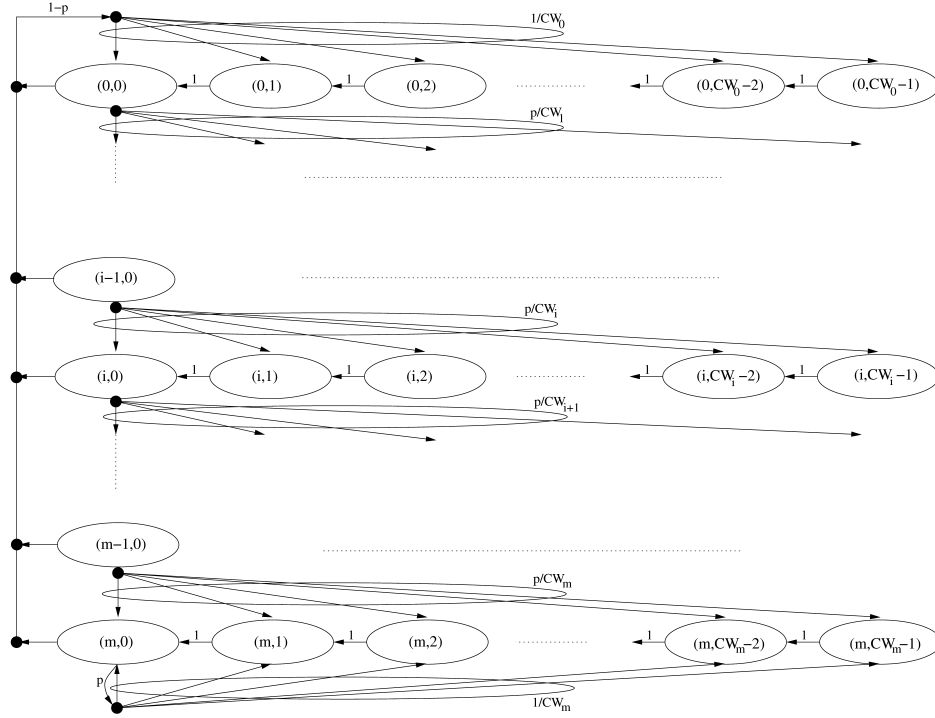 1−p
1/CW0
(0,0) 1 (0,1) 1 (0,2) 1 (0,CW0−2) 1 (0,CW0−1)
p/CW1
(i−1,0)
p/CWi
(i,0) 1 (i,1) 1 (i,2) 1 (i,CWi−2) 1 (i,CWi−1)
p/CWi+1
(m−1,0)
p/CWm
(m,0) 1 (m,1) 1 (m,2) 1 (m,CWm−2) 1 (m,CWm−1)
p
1/CWm